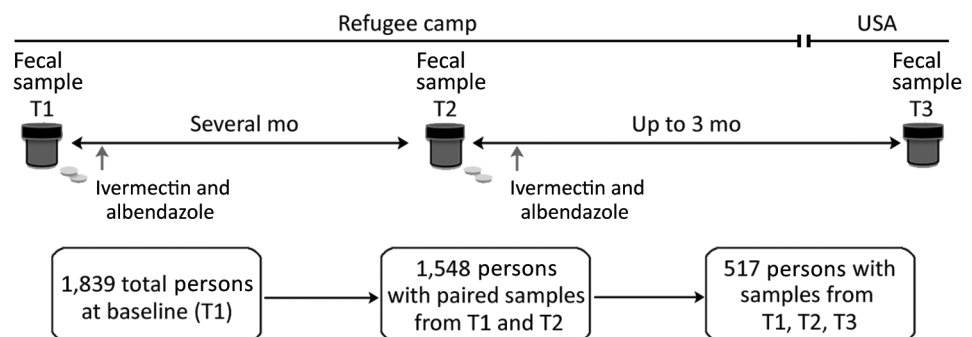 Refugee camp
USA
Fecal
sample
T1
Fecal
sample
T2
Fecal
sample
T3
Several mo
Up to 3 mo
Ivermectin and
albendazole
Ivermectin and
albendazole
1,839 total persons
at baseline (T1)
1,548 persons
with paired samples
from T1 and T2
517 persons with
samples from
T1, T2, T3